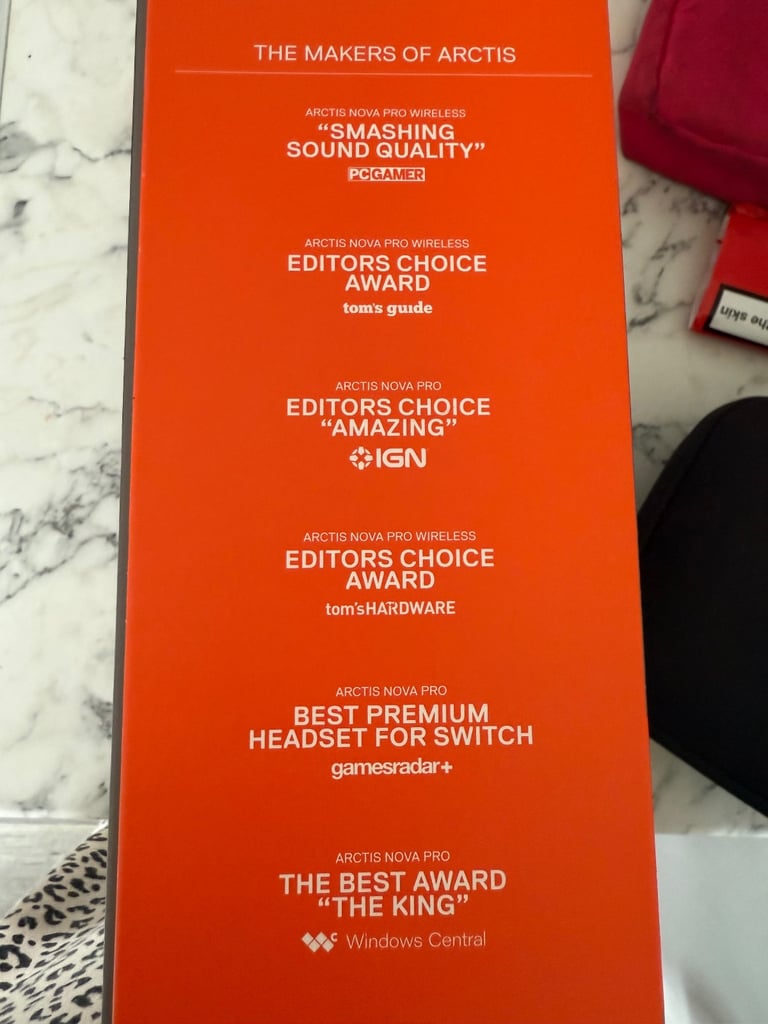 THE MAKERS OF ARCTIS
ARCTIS NOVA PRO WIRELESS
“SMASHING
SOUND QUALITY”
PC GAMER
ARCTIS NOVA PRO WIRELESS
EDITORS CHOICE
AWARD
tom's guide
ARCTIS NOVA PRO
EDITORS CHOICE
“AMAZING”
IGN
ARCTIS NOVA PRO WIRELESS
EDITORS CHOICE
AWARD
tom'sHARDWARE
ARCTIS NOVA PRO
BEST PREMIUM
HEADSET FOR SWITCH
gamesradar+
ARCTIS NOVA PRO
THE BEST AWARD
“THE KING”
Windows Central
the skin